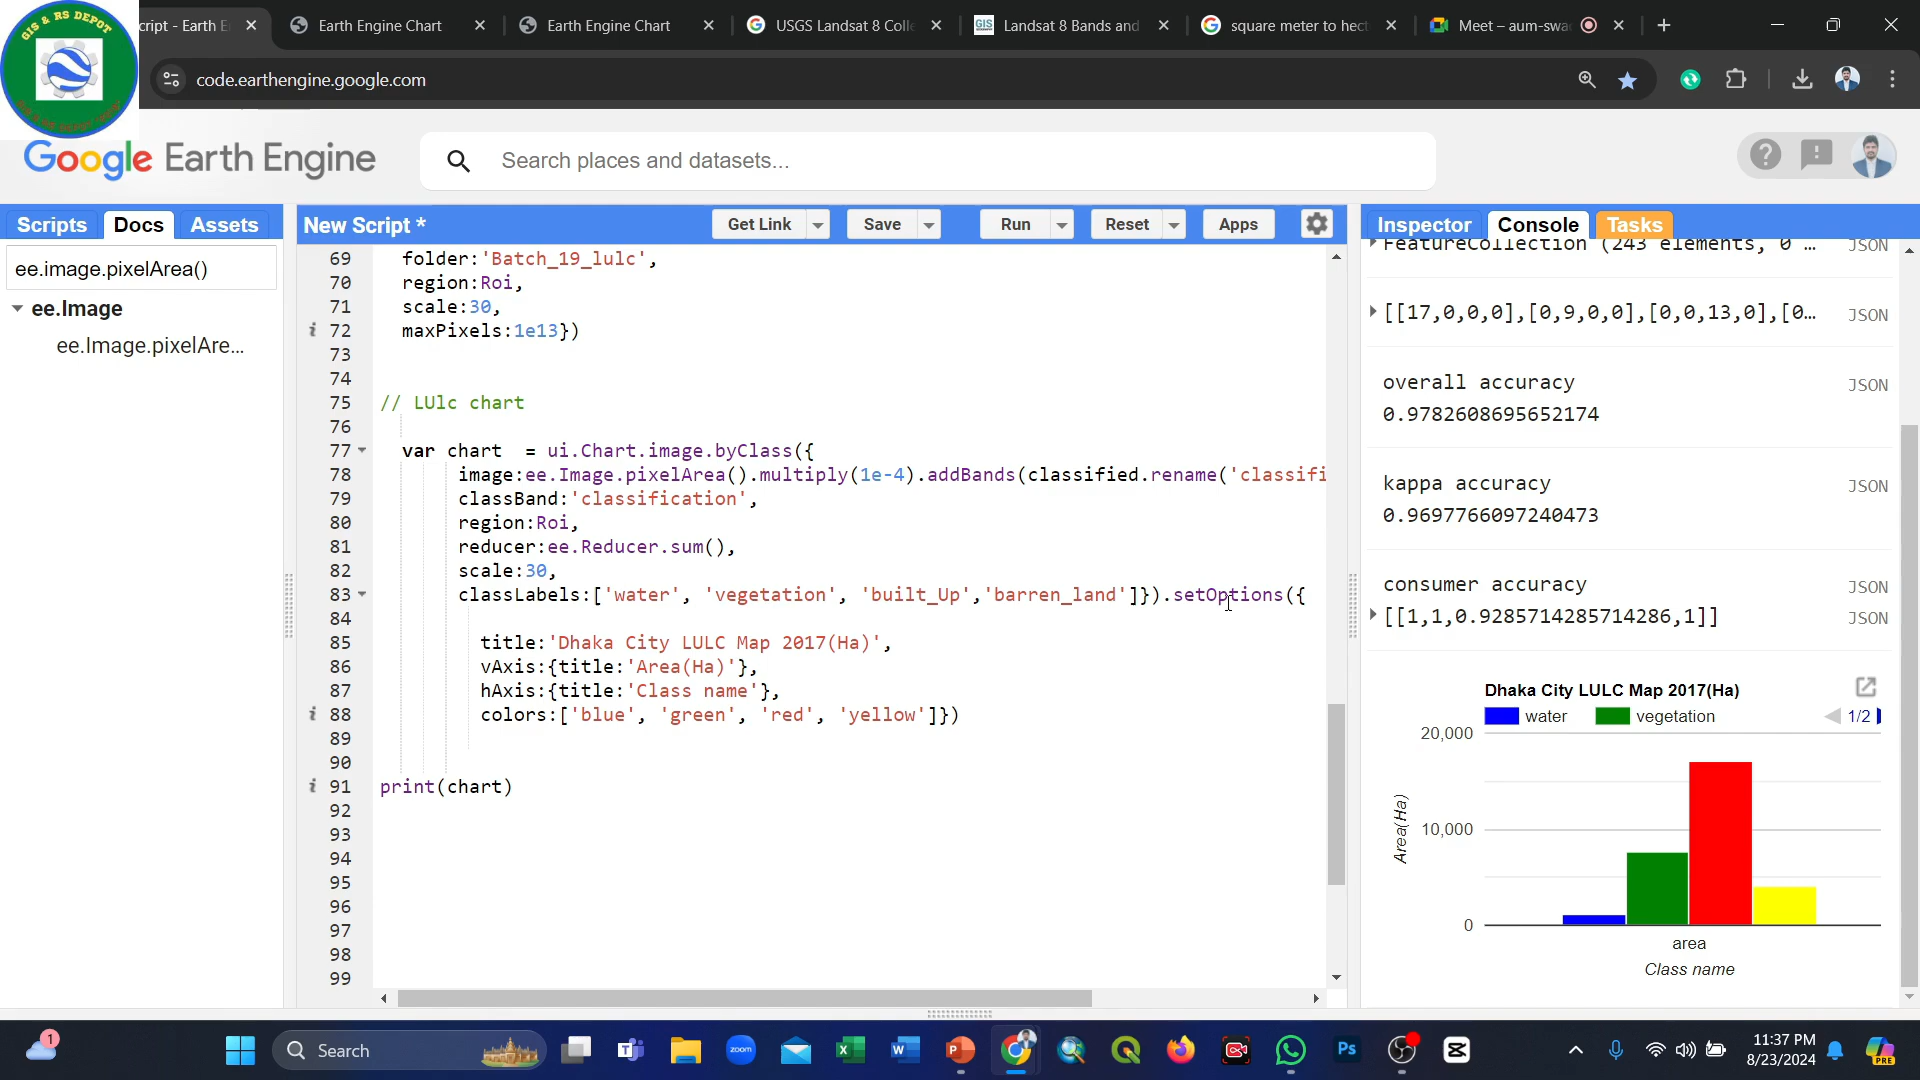 GIS & RS DEPOT
cript - Earth E
Earth Engine Chart
Earth Engine Chart
USGS Landsat 8 Colle
Landsat 8 Bands and
square meter to hect
Meet – aum-swa
code.earthengine.google.com
Google Earth Engine
Search places and datasets...
Scripts Docs Assets
New Script *
Get Link Save Run Reset Apps
Inspector Console Tasks
ee.image.pixelArea()
ee.Image
ee.Image.pixelAre...
69 folder:'Batch_19_lulc',
70 region:Roi,
71 scale:30,
i 72 maxPixels:1e13})
73
74
75 // LUlc chart
76
77 var chart = ui.Chart.image.byClass({
78 image:ee.Image.pixelArea().multiply(1e-4).addBands(classified.rename('classifi
79 classBand:'classification',
80 region:Roi,
81 reducer:ee.Reducer.sum(),
82 scale:30,
83 classLabels:['water', 'vegetation', 'built_Up','barren_land']}).setOptions({
84
85 title:'Dhaka City LULC Map 2017(Ha)',
86 vAxis:{title:'Area(Ha)'},
87 hAxis:{title:'Class name'},
i 88 colors:['blue', 'green', 'red', 'yellow']})
89
90
i 91 print(chart)
92
93
94
95
96
97
98
99
FeatureCollection (243 elements, 0 … JSON
[[17,0,0,0],[0,9,0,0],[0,0,13,0],[0… JSON
overall accuracy JSON
0.9782608695652174
kappa accuracy JSON
0.9697766097240473
consumer accuracy JSON
[[1,1,0.9285714285714286,1]] JSON
Dhaka City LULC Map 2017(Ha)
water vegetation 1/2
20,000
10,000
0
Area(Ha)
area
Class name
1
Search
zoom
PRE
11:37 PM
8/23/2024